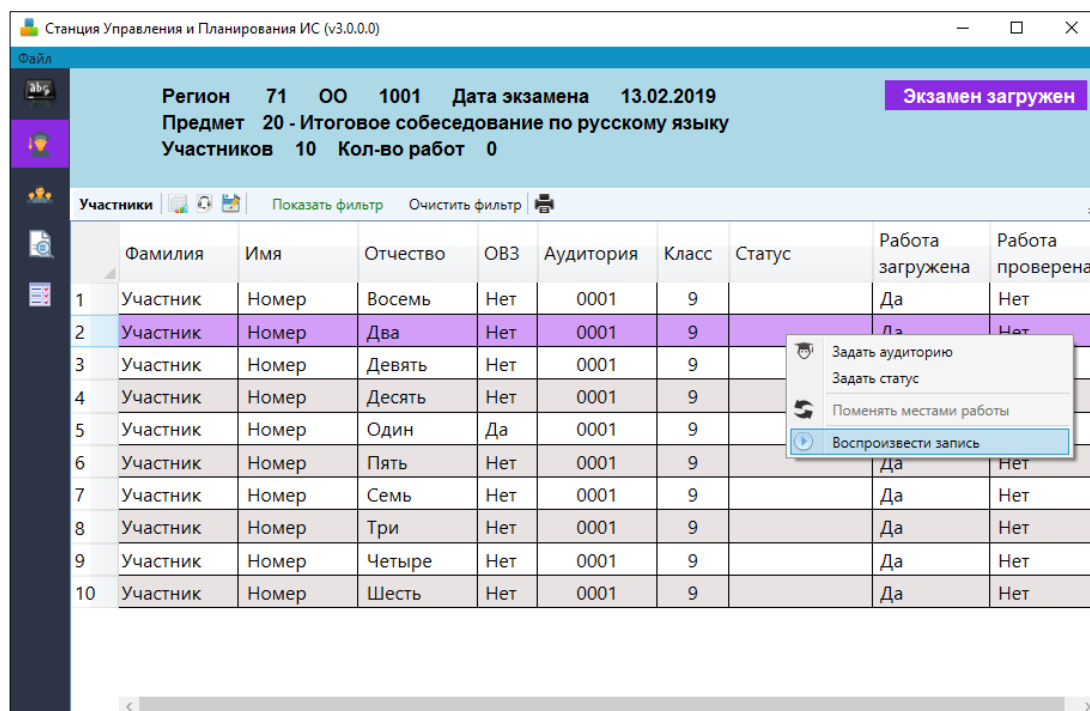 Станция Управления и Планирования ИС (v3.0.0.0)
Файл
abç
Регион 71 ОО 1001 Дата экзамена 13.02.2019
Экзамен загружен
Предмет 20 - Итоговое собеседование по русскому языку
Участников 10 Кол-во работ 0
Участники Показать фильтр Очистить фильтр
Фамилия Имя Отчество ОВЗ Аудитория Класс Статус Работа загружена Работа проверена
1 Участник Номер Восемь Нет 0001 9 Да Нет
2 Участник Номер Два Нет 0001 9 Да Нет
3 Участник Номер Девять Нет 0001 9
4 Участник Номер Десять Нет 0001 9
5 Участник Номер Один Да 0001 9
6 Участник Номер Пять Нет 0001 9 Да Нет
7 Участник Номер Семь Нет 0001 9 Да Нет
8 Участник Номер Три Нет 0001 9 Да Нет
9 Участник Номер Четыре Нет 0001 9 Да Нет
10 Участник Номер Шесть Нет 0001 9 Да Нет
Задать аудиторию
Задать статус
Поменять местами работы
Воспроизвести запись